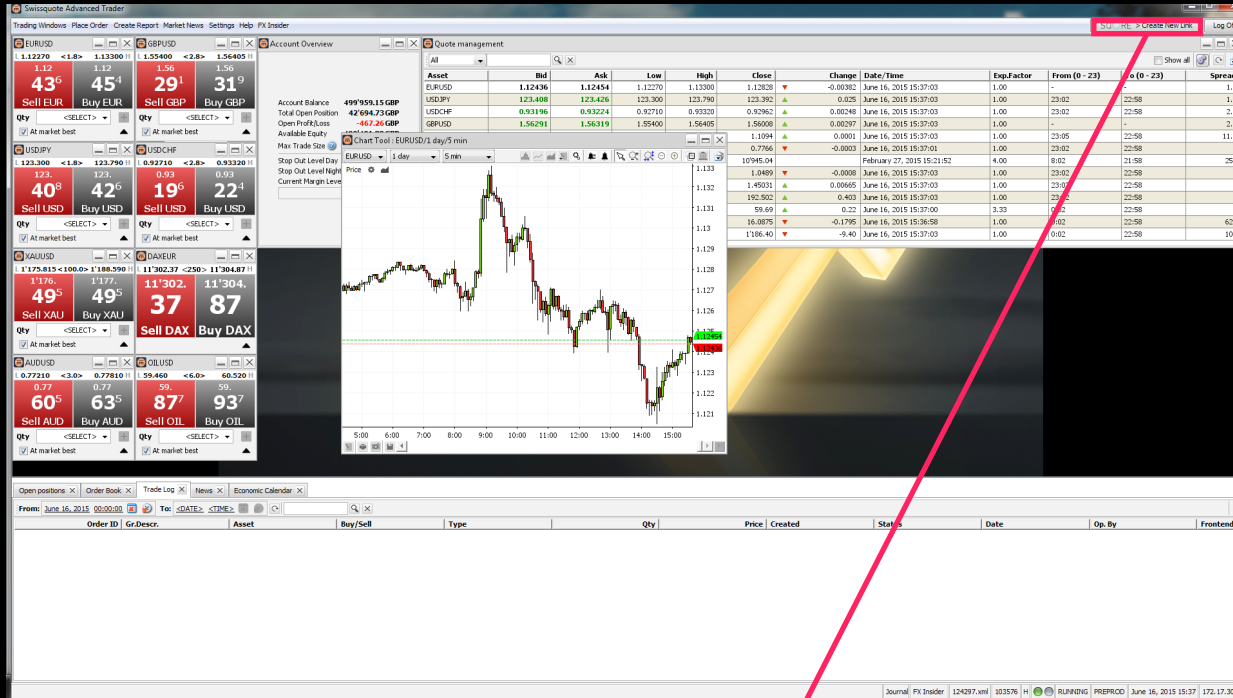 Swissquote Advanced Trader
Trading Windows Place Order Create Report Market News Settings Help FX Insider
> Create New Link
EURUSD
L 1.12270 <1.8> 1.13300 H
1.12 1.12
43⁶ 45⁴
Sell EUR Buy EUR
Qty <SELECT>
At market best
GBPUSD
L 1.55400 <2.8> 1.56405 H
1.56 1.56
29¹ 31⁹
Sell GBP Buy GBP
Qty <SELECT>
At market best
USDJPY
L 123.300 <1.8> 123.790 H
123. 123.
40⁸ 42⁶
Sell USD Buy USD
Qty <SELECT>
At market best
USDCHF
L 0.92710 <2.8> 0.93320 H
0.93 0.93
19⁶ 22⁴
Sell USD Buy USD
Qty <SELECT>
At market best
XAUUSD
L 1'175.815 <100.0> 1'188.590 H
1'176. 1'177.
49⁵ 49⁵
Sell XAU Buy XAU
Qty <SELECT>
At market best
DAXEUR
L 11'302.37 <250> 11'304.87 H
11'302. 11'304.
37 87
Sell DAX Buy DAX
AUDUSD
L 0.77210 <3.0> 0.77810 H
0.77 0.77
60⁵ 63⁵
Sell AUD Buy AUD
Qty <SELECT>
At market best
OILUSD
L 59.460 <6.0> 60.520 H
59. 59.
87⁷ 93⁷
Sell OIL Buy OIL
Qty <SELECT>
At market best
Account Overview
Account Balance 499'959.15 GBP
Total Open Position 42'694.73 GBP
Open Profit/Loss -467.26 GBP
Available Equity
Max Trade Size
Stop Out Level Day
Stop Out Level Night
Current Margin Leve
Quote management
All
Show all
Asset Bid Ask Low High Close Change Date/Time Exp.Factor From (0 - 23) To (0 - 23) Sprea
EURUSD 1.12436 1.12454 1.12270 1.13300 1.12828 -0.00382 June 16, 2015 15:37:03 1.00 - - 1.
USDJPY 123.408 123.426 123.300 123.790 123.392 0.025 June 16, 2015 15:37:03 1.00 23:02 22:58 1.
USDCHF 0.93196 0.93224 0.92710 0.93320 0.92962 0.00248 June 16, 2015 15:37:03 1.00 23:02 22:58 2.
GBPUSD 1.56291 1.56319 1.55400 1.56405 1.56008 0.00297 June 16, 2015 15:37:03 1.00 - - 2.
1.1094 0.0001 June 16, 2015 15:37:03 1.00 23:05 22:58 11.
0.7766 -0.0003 June 16, 2015 15:37:01 1.00 23:02 22:58 2.
10'945.04 February 27, 2015 15:21:52 4.00 8:02 21:58 25
1.0489 -0.0008 June 16, 2015 15:37:03 1.00 23:02 22:58
1.45031 0.00665 June 16, 2015 15:37:03 1.00 23:02 22:58
192.502 0.403 June 16, 2015 15:37:03 1.00 22:58
59.69 0.22 June 16, 2015 15:37:00 3.33 22:58
16.0875 -0.1795 June 16, 2015 15:36:58 1.00 0:02 22:58 62
1'186.40 -9.40 June 16, 2015 15:37:03 1.00 0:02 22:58 10
Chart Tool : EURUSD/1 day/5 min
EURUSD 1 day 5 min
Price
1.133
1.132
1.131
1.13
1.129
1.128
1.127
1.126
1.125
1.12454
1.124
1.123
1.122
1.121
5:00 6:00 7:00 8:00 9:00 10:00 11:00 12:00 13:00 14:00 15:00
Open positions Order Book Trade Log News Economic Calendar
From: June 16, 2015 00:00:00 To: <DATE> <TIME>
Order ID Gr.Descr. Asset Buy/Sell Type Qty Price Created Status Date Op. By Frontend
Journal FX Insider 124297.xml 103576 H RUNNING PREPROD June 16, 2015 15:37 172.17.30